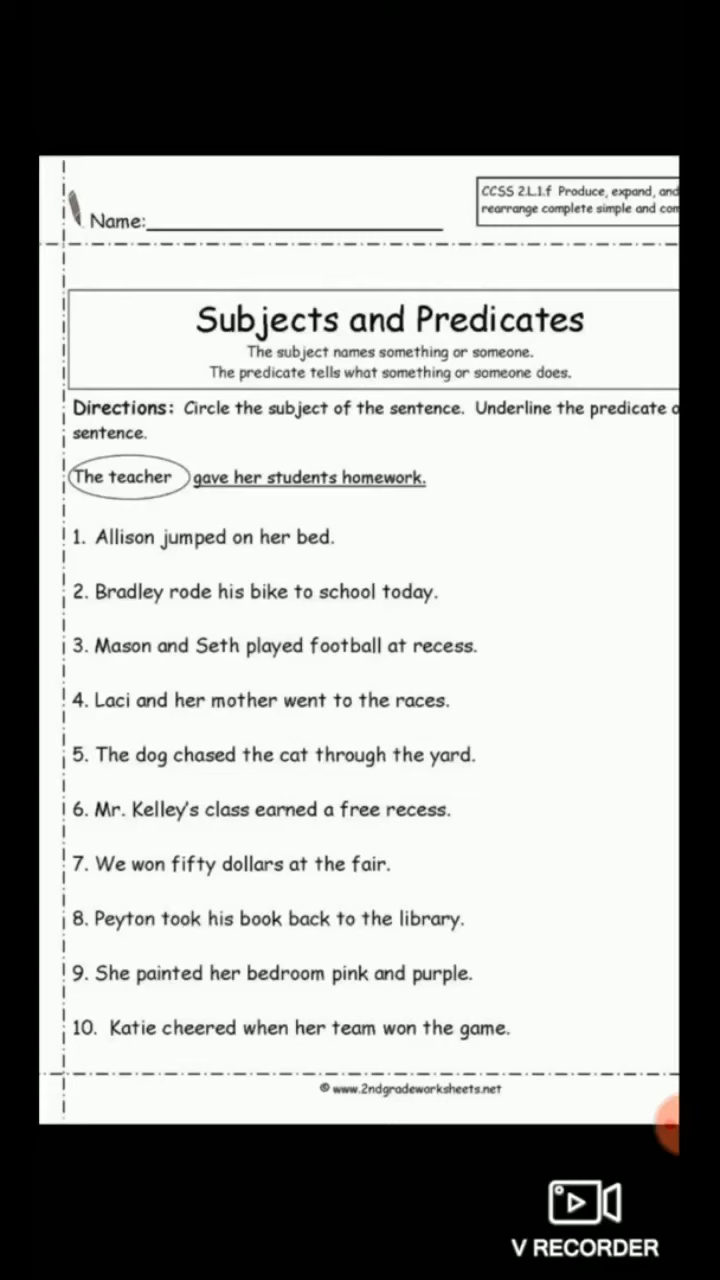 CCSS 2.L.1.f Produce, expand, and
rearrange complete simple and
Name:
Subjects and Predicates
The subject names something or someone.
The predicate tells what something or someone does.
Directions: Circle the subject of the sentence. Underline the predicate
sentence.
The teacher gave her students homework.
1. Allison jumped on her bed.
2. Bradley rode his bike to school today.
3. Mason and Seth played football at recess.
4. Laci and her mother went to the races.
5. The dog chased the cat through the yard.
6. Mr. Kelley's class earned a free recess.
7. We won fifty dollars at the fair.
8. Peyton took his book back to the library.
9. She painted her bedroom pink and purple.
10. Katie cheered when her team won the game.
© www.2ndgradeworksheets.net
V RECORDER